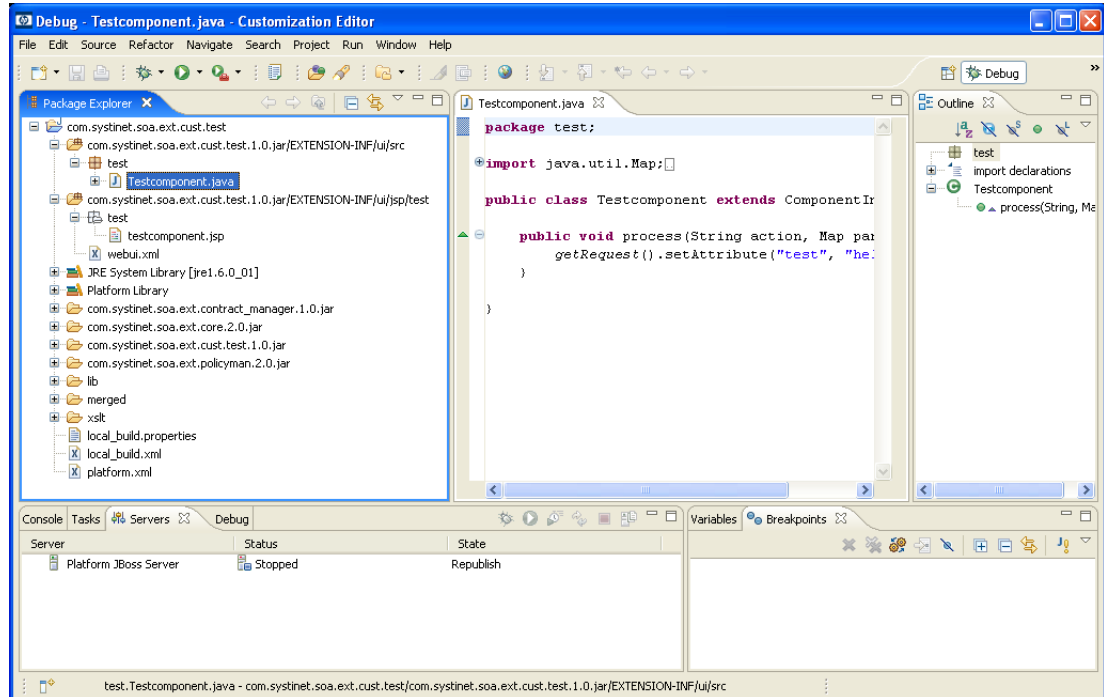 Debug - Testcomponent.java - Customization Editor
File Edit Source Refactor Navigate Search Project Run Window Help
Debug
»
Package Explorer
com.systinet.soa.ext.cust.test
com.systinet.soa.ext.cust.test.1.0.jar/EXTENSION-INF/ui/src
test
Testcomponent.java
com.systinet.soa.ext.cust.test.1.0.jar/EXTENSION-INF/ui/jsp/test
test
testcomponent.jsp
webui.xml
JRE System Library [jre1.6.0_01]
Platform Library
com.systinet.soa.ext.contract_manager.1.0.jar
com.systinet.soa.ext.core.2.0.jar
com.systinet.soa.ext.cust.test.1.0.jar
com.systinet.soa.ext.policyman.2.0.jar
lib
merged
xslt
local_build.properties
local_build.xml
platform.xml
Testcomponent.java
package test;
import java.util.Map;
public class Testcomponent extends ComponentIm
public void process(String action, Map par
getRequest().setAttribute("test", "hel
}
}
Outline
test
import declarations
Testcomponent
process(String, Ma
Console Tasks Servers Debug
Server Status State
Platform JBoss Server Stopped Republish
Variables Breakpoints
test.Testcomponent.java - com.systinet.soa.ext.cust.test/com.systinet.soa.ext.cust.test.1.0.jar/EXTENSION-INF/ui/src